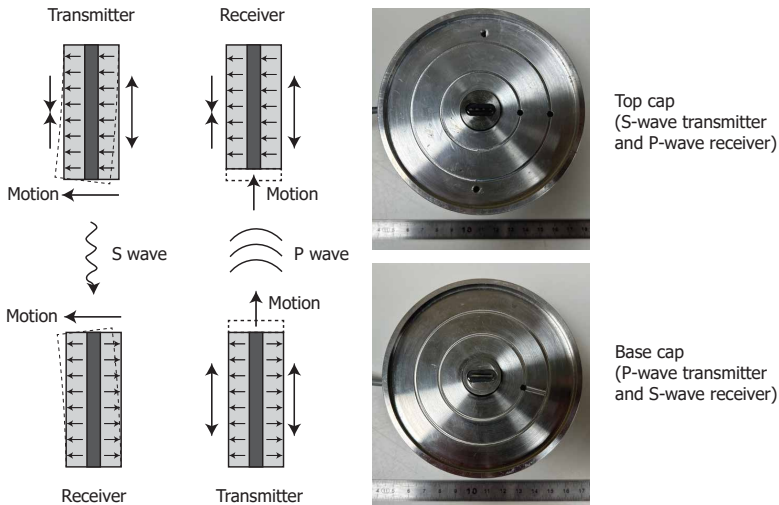 Transmitter
Receiver
Motion
Motion
S wave
P wave
Motion
Motion
Receiver
Transmitter
Top cap
(S-wave transmitter
and P-wave receiver)
Base cap
(P-wave transmitter
and S-wave receiver)